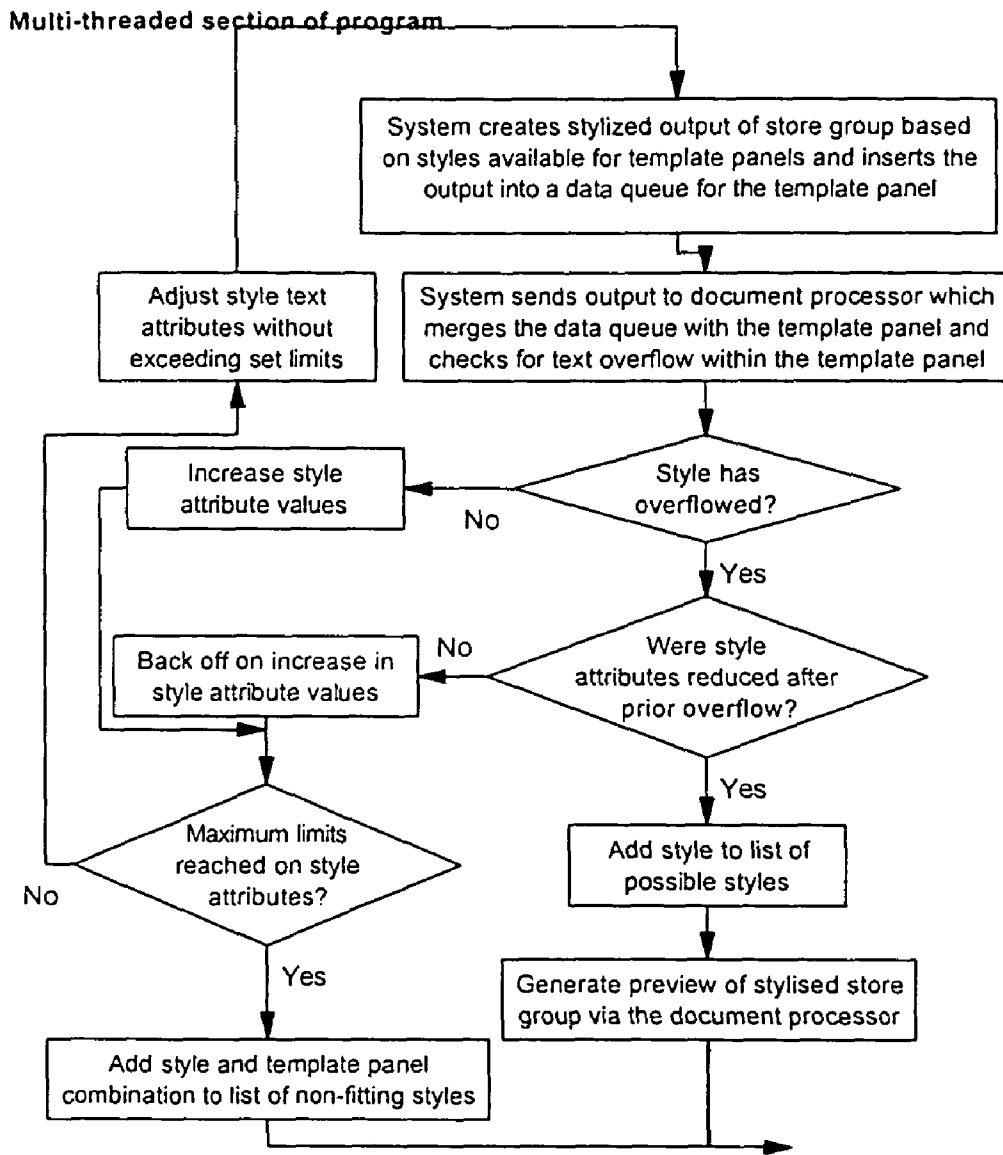 Multi-threaded section of program
System creates stylized output of store group based
on styles available for template panels and inserts the
output into a data queue for the template panel
Adjust style text
attributes without
exceeding set limits
System sends output to document processor which
merges the data queue with the template panel and
checks for text overflow within the template panel
Increase style
attribute values
No
Style has
overflowed?
Yes
Back off on increase in
style attribute values
No
Were style
attributes reduced after
prior overflow?
Yes
Maximum limits
reached on style
attributes?
No
Yes
Add style to list of
possible styles
Generate preview of stylised store
group via the document processor
Add style and template panel
combination to list of non-fitting styles